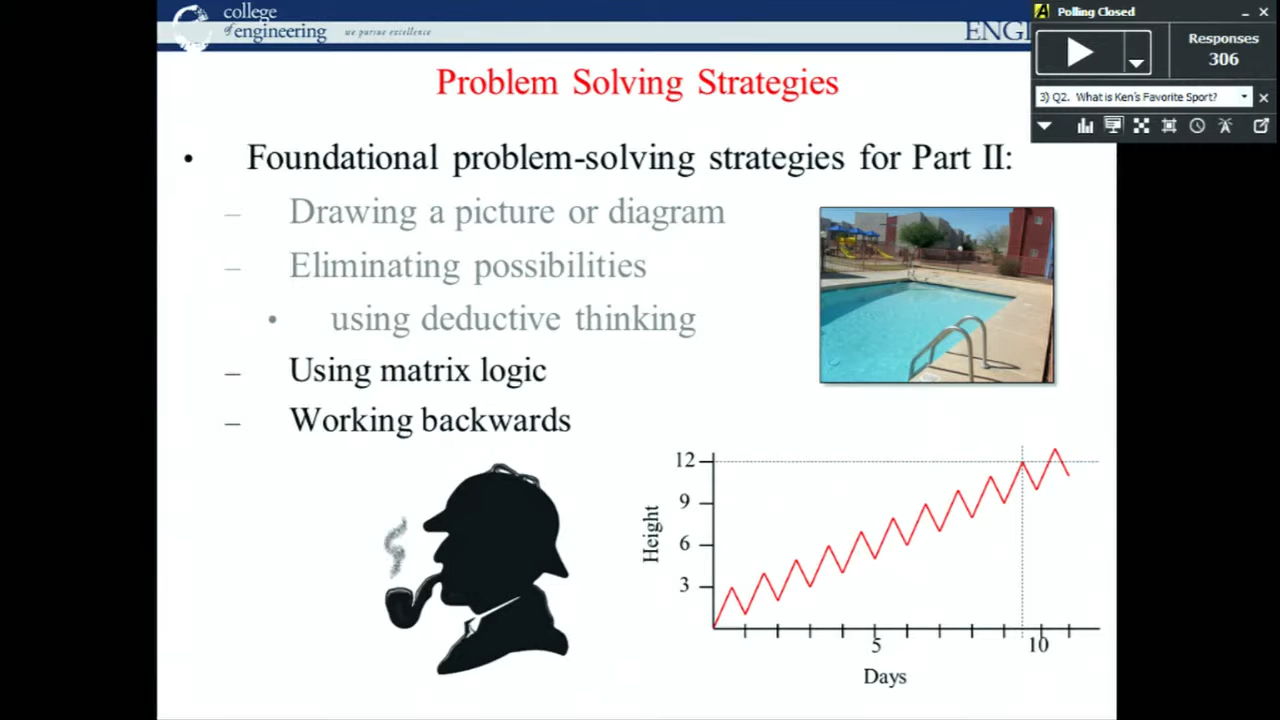 college
of engineering
we pursue excellence
Polling Closed
Responses
306
3) Q2. What is Ken's Favorite Sport?
Problem Solving Strategies
• Foundational problem-solving strategies for Part II:
– Drawing a picture or diagram
– Eliminating possibilities
• using deductive thinking
– Using matrix logic
– Working backwards
12
9
6
3
Height
5
10
Days